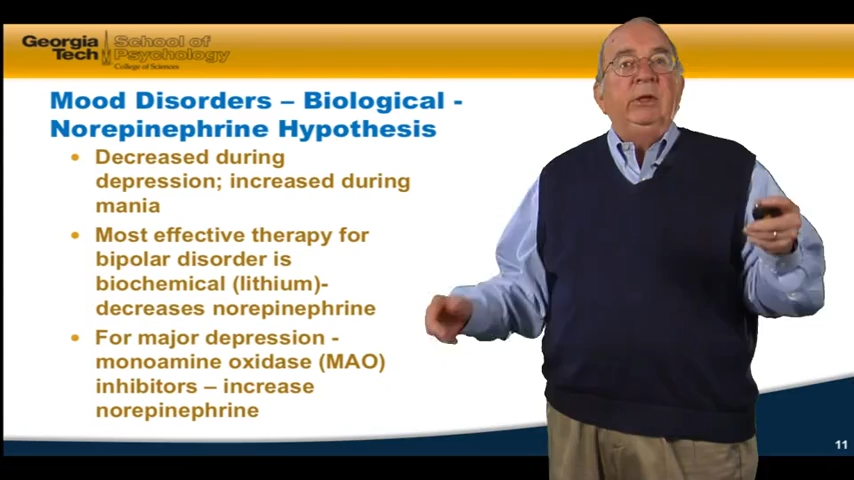 Georgia Tech
School of Psychology
College of Sciences
Mood Disorders – Biological -
Norepinephrine Hypothesis
• Decreased during
depression; increased during
mania
• Most effective therapy for
bipolar disorder is
biochemical (lithium)-
decreases norepinephrine
• For major depression -
monoamine oxidase (MAO)
inhibitors – increase
norepinephrine
11